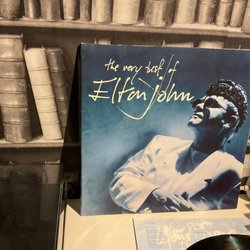 the very best of
Elton John